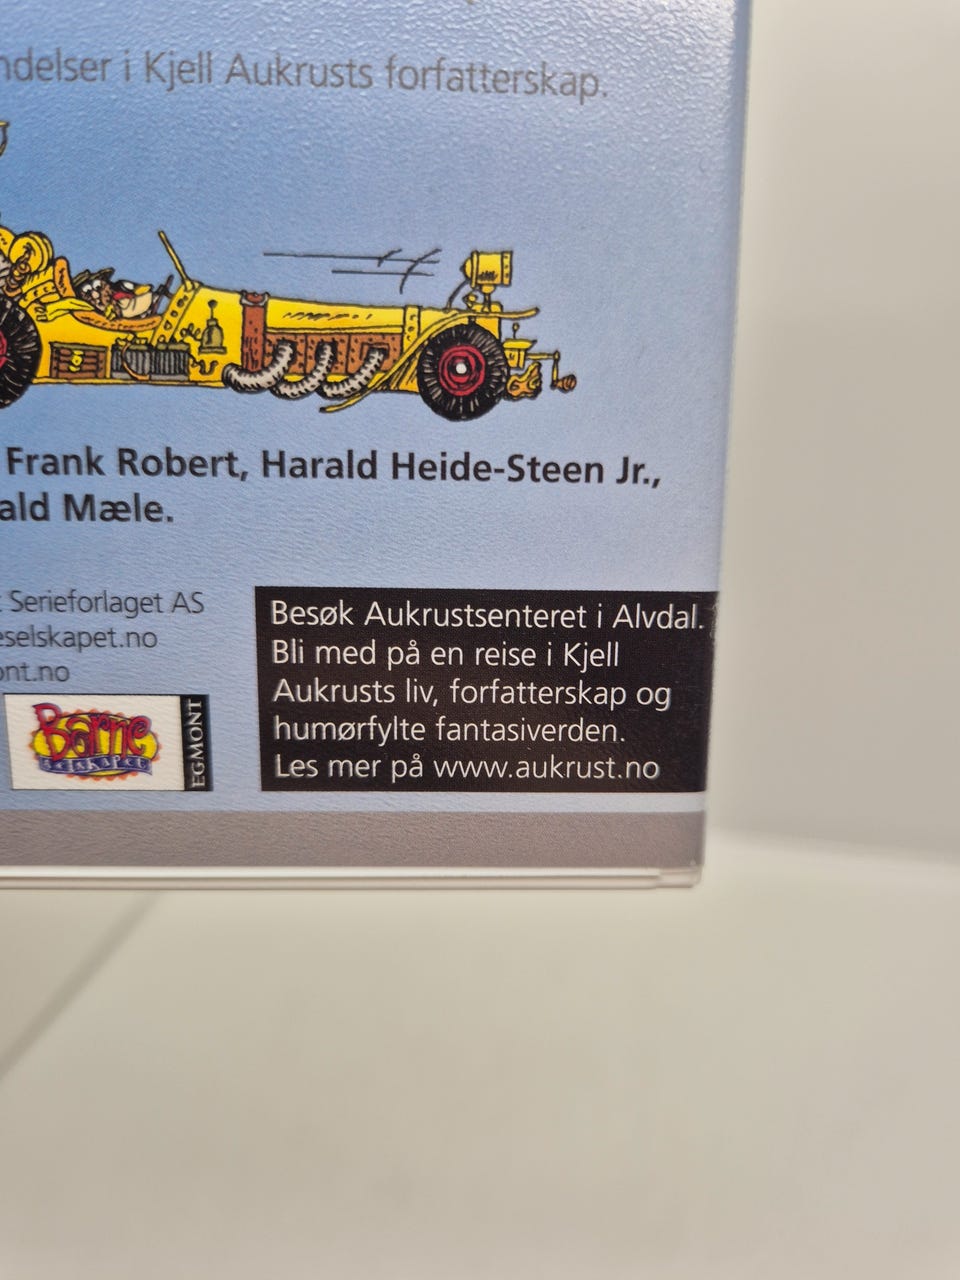 ndelser i Kjell Aukrusts forfatterskap.
Frank Robert, Harald Heide-Steen Jr.,
ald Mæle.
Serieforlaget AS
eselskapet.no
ont.no
Barne
selskapet
EGMONT
Besøk Aukrustsenteret i Alvdal.
Bli med på en reise i Kjell
Aukrusts liv, forfatterskap og
humørfylte fantasiverden.
Les mer på www.aukrust.no